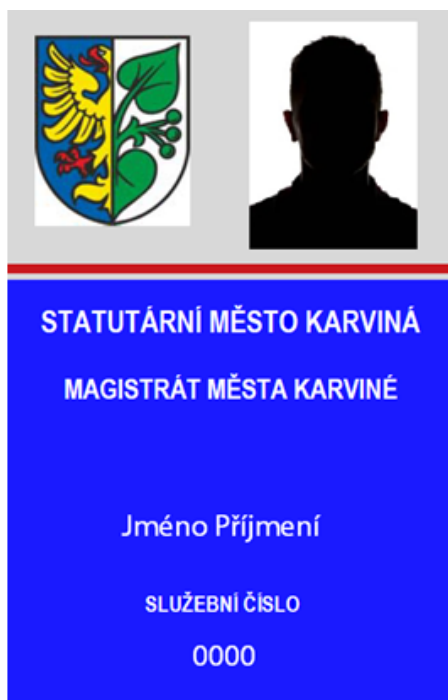 STATUTÁRNÍ MĚSTO KARVINÁ
MAGISTRÁT MĚSTA KARVINÉ
Jméno Příjmení
SLUŽEBNÍ ČÍSLO
0000